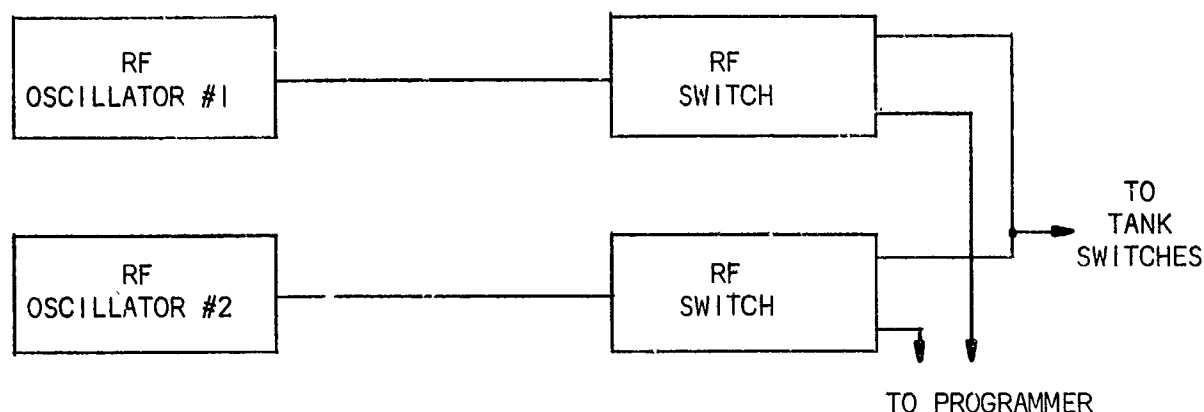 RF
OSCILLATOR #1
RF
SWITCH
TO
TANK
SWITCHES
RF
OSCILLATOR #2
RF
SWITCH
TO PROGRAMMER